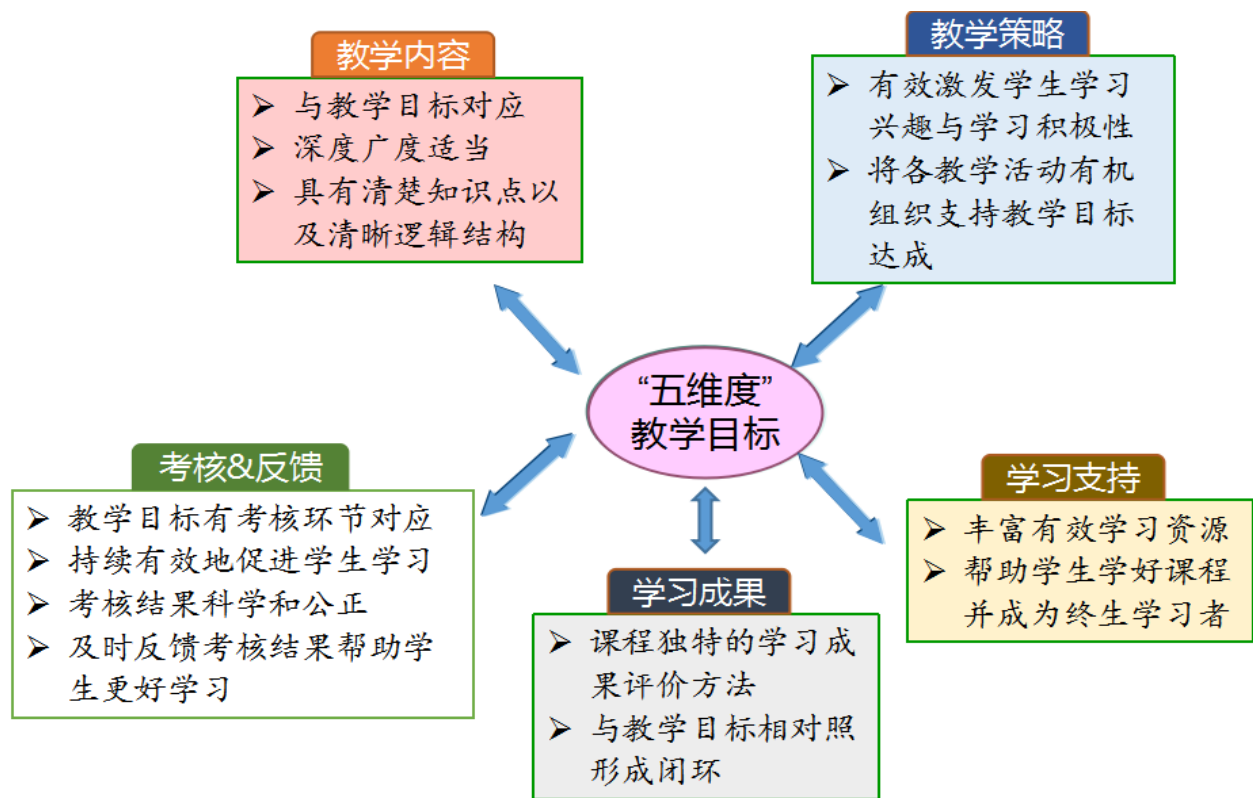 教学内容
➢ 与教学目标对应
➢ 深度广度适当
➢ 具有清楚知识点以
及清晰逻辑结构
教学策略
➢ 有效激发学生学习
兴趣与学习积极性
➢ 将各教学活动有机
组织支持教学目标
达成
“五维度”
教学目标
考核&反馈
➢ 教学目标有考核环节对应
➢ 持续有效地促进学生学习
➢ 考核结果科学和公正
➢ 及时反馈考核结果帮助学
生更好学习
学习成果
➢ 课程独特的学习成
果评价方法
➢ 与教学目标相对照
形成闭环
学习支持
➢ 丰富有效学习资源
➢ 帮助学生学好课程
并成为终生学习者